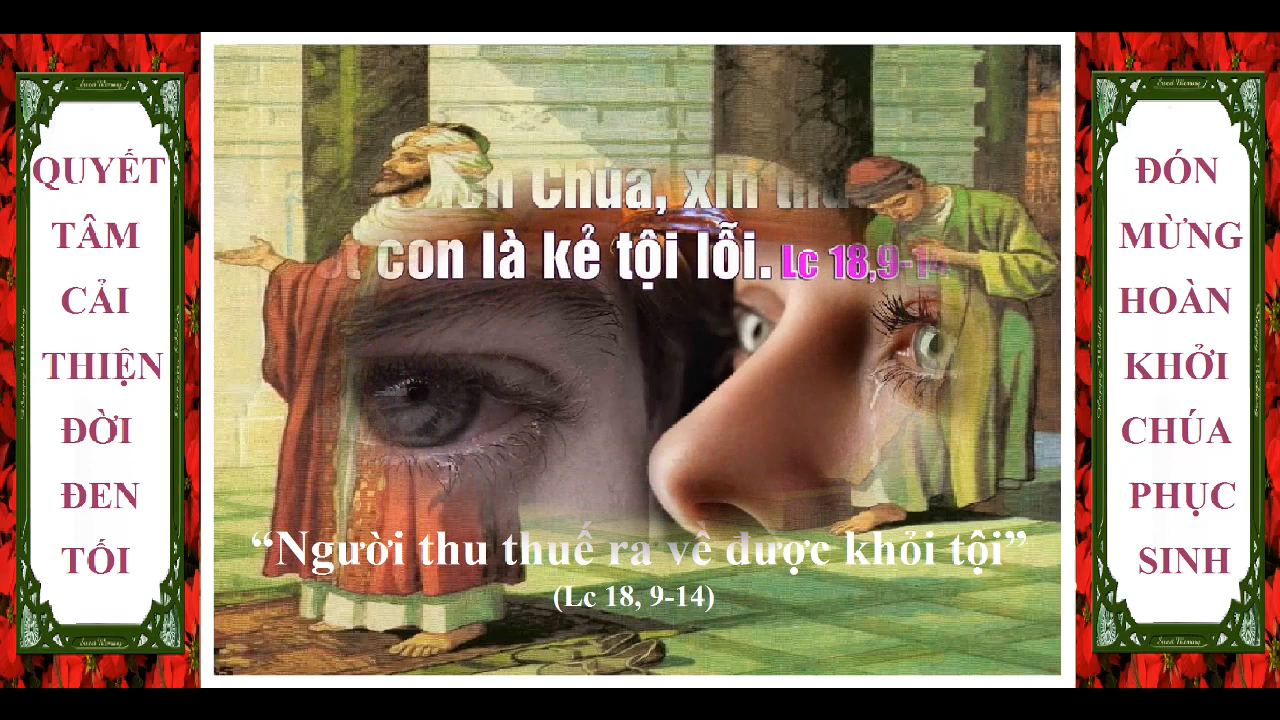 QUYẾT
TÂM
CẢI
THIỆN
ĐỜI
ĐEN
TỐI
Chúa, xin
con là kẻ tội lỗi. Lc 18,9-14
“Người thu thuế ra về được khỏi tội”
(Lc 18, 9-14)
ĐÓN
MỪNG
HOÀN
KHỞI
CHÚA
PHỤC
SINH